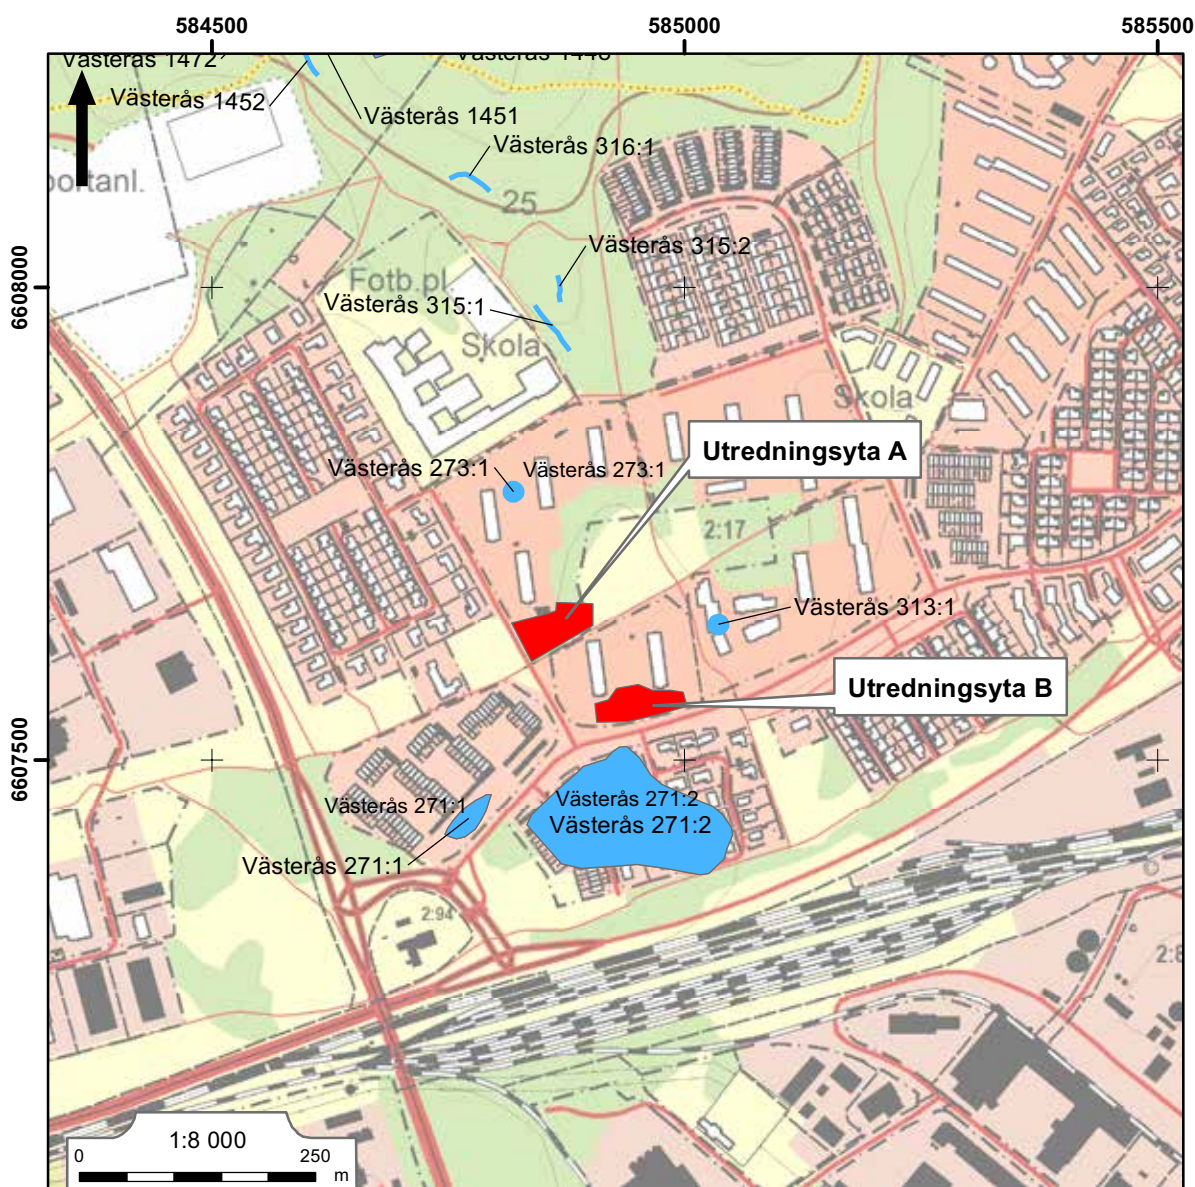 584500
585000
585500
Västerås 1472
Västerås 1452
Västerås 1451
Västerås 316:1
portanl.
25
Västerås 315:2
6608000
Fotb.pl.
Västerås 315:1
Skola
Skola
Utredningsyta A
Västerås 273:1
Västerås 273:1
2:17
Västerås 313:1
Utredningsyta B
6607500
Västerås 271:1
Västerås 271:2
Västerås 271:2
Västerås 271:1
2:94
2:8
1:8 000
0
250
m